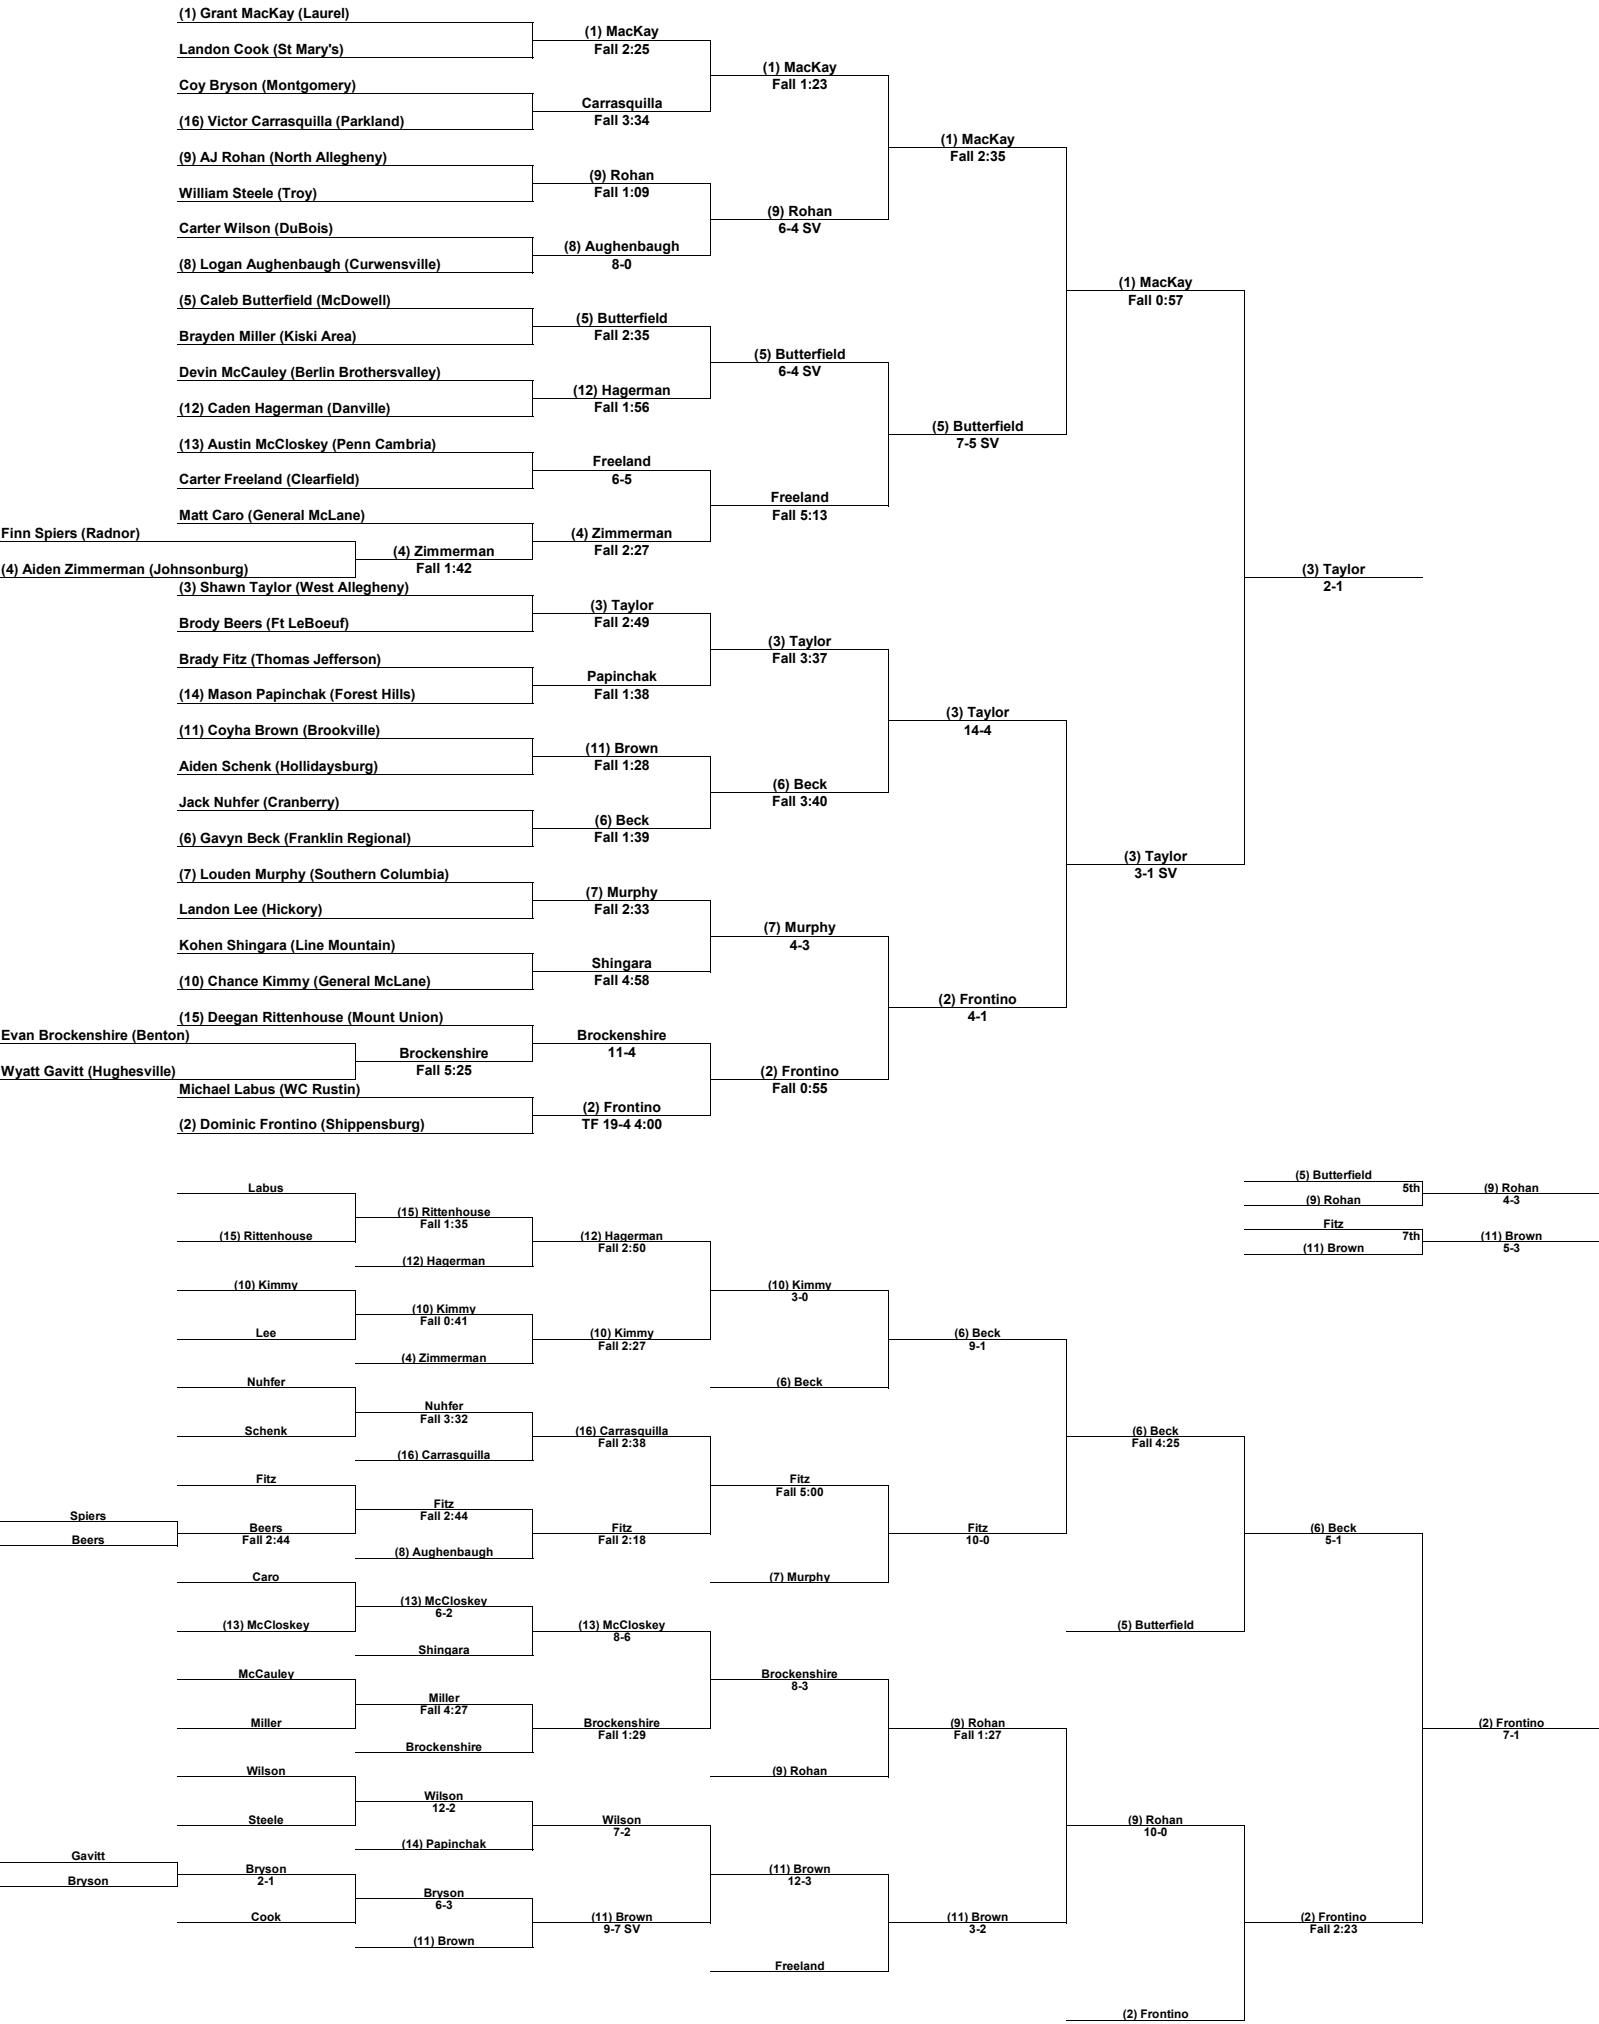 (1) Grant MacKay (Laurel)
(1) MacKay
Landon Cook (St Mary's)
Fall 2:25
(1) MacKay
Coy Bryson (Montgomery)
Fall 1:23
Carrasquilla
(16) Victor Carrasquilla (Parkland)
Fall 3:34
(1) MacKay
(9) AJ Rohan (North Allegheny)
Fall 2:35
(9) Rohan
William Steele (Troy)
Fall 1:09
(9) Rohan
Carter Wilson (DuBois)
6-4 SV
(8) Aughenbaugh
(8) Logan Aughenbaugh (Curwensville)
8-0
(1) MacKay
(5) Caleb Butterfield (McDowell)
Fall 0:57
(5) Butterfield
Brayden Miller (Kiski Area)
Fall 2:35
(5) Butterfield
Devin McCauley (Berlin Brothersvalley)
6-4 SV
(12) Hagerman
(12) Caden Hagerman (Danville)
Fall 1:56
(5) Butterfield
(13) Austin McCloskey (Penn Cambria)
7-5 SV
Freeland
Carter Freeland (Clearfield)
6-5
Freeland
Matt Caro (General McLane)
Fall 5:13
Finn Spiers (Radnor)
(4) Zimmerman
(4) Zimmerman
Fall 2:27
(4) Aiden Zimmerman (Johnsonburg)
Fall 1:42
(3) Taylor
(3) Shawn Taylor (West Allegheny)
2-1
(3) Taylor
Brody Beers (Ft LeBoeuf)
Fall 2:49
(3) Taylor
Brady Fitz (Thomas Jefferson)
Fall 3:37
Papinchak
(14) Mason Papinchak (Forest Hills)
Fall 1:38
(3) Taylor
(11) Coyha Brown (Brookville)
14-4
(11) Brown
Aiden Schenk (Hollidaysburg)
Fall 1:28
(6) Beck
Jack Nuhfer (Cranberry)
Fall 3:40
(6) Beck
(6) Gavyn Beck (Franklin Regional)
Fall 1:39
(3) Taylor
(7) Louden Murphy (Southern Columbia)
3-1 SV
(7) Murphy
Landon Lee (Hickory)
Fall 2:33
(7) Murphy
Kohen Shingara (Line Mountain)
4-3
Shingara
(10) Chance Kimmy (General McLane)
Fall 4:58
(2) Frontino
(15) Deegan Rittenhouse (Mount Union)
4-1
Evan Brockenshire (Benton)
Brockenshire
Brockenshire
11-4
Wyatt Gavitt (Hughesville)
Fall 5:25
(2) Frontino
Michael Labus (WC Rustin)
Fall 0:55
(2) Frontino
(2) Dominic Frontino (Shippensburg)
TF 19-4 4:00
(5) Butterfield
Labus
5th
(9) Rohan
(9) Rohan
4-3
(15) Rittenhouse
Fall 1:35
Fitz
(15) Rittenhouse
(12) Hagerman
7th
(11) Brown
(11) Brown
5-3
Fall 2:50
(12) Hagerman
(10) Kimmy
(10) Kimmy
3-0
(10) Kimmy
Fall 0:41
Lee
(10) Kimmy
(6) Beck
Fall 2:27
9-1
(4) Zimmerman
Nuhfer
(6) Beck
Nuhfer
Fall 3:32
Schenk
(16) Carrasquilla
(6) Beck
Fall 2:38
Fall 4:25
(16) Carrasquilla
Fitz
Fitz
Fall 5:00
Fitz
Fall 2:44
Spiers
Beers
Fitz
Fitz
(6) Beck
Beers
Fall 2:44
Fall 2:18
10-0
5-1
(8) Aughenbaugh
Caro
(7) Murphy
(13) McCloskey
6-2
(13) McCloskey
(13) McCloskey
(5) Butterfield
8-6
Shingara
McCauley
Brockenshire
8-3
Miller
Fall 4:27
Miller
Brockenshire
(9) Rohan
(2) Frontino
Fall 1:29
Fall 1:27
7-1
Brockenshire
Wilson
(9) Rohan
Wilson
12-2
Steele
Wilson
(9) Rohan
7-2
10-0
(14) Papinchak
Gavitt
Bryson
(11) Brown
Bryson
2-1
12-3
Bryson
6-3
Cook
(11) Brown
(11) Brown
(2) Frontino
9-7 SV
3-2
Fall 2:23
(11) Brown
Freeland
(2) Frontino